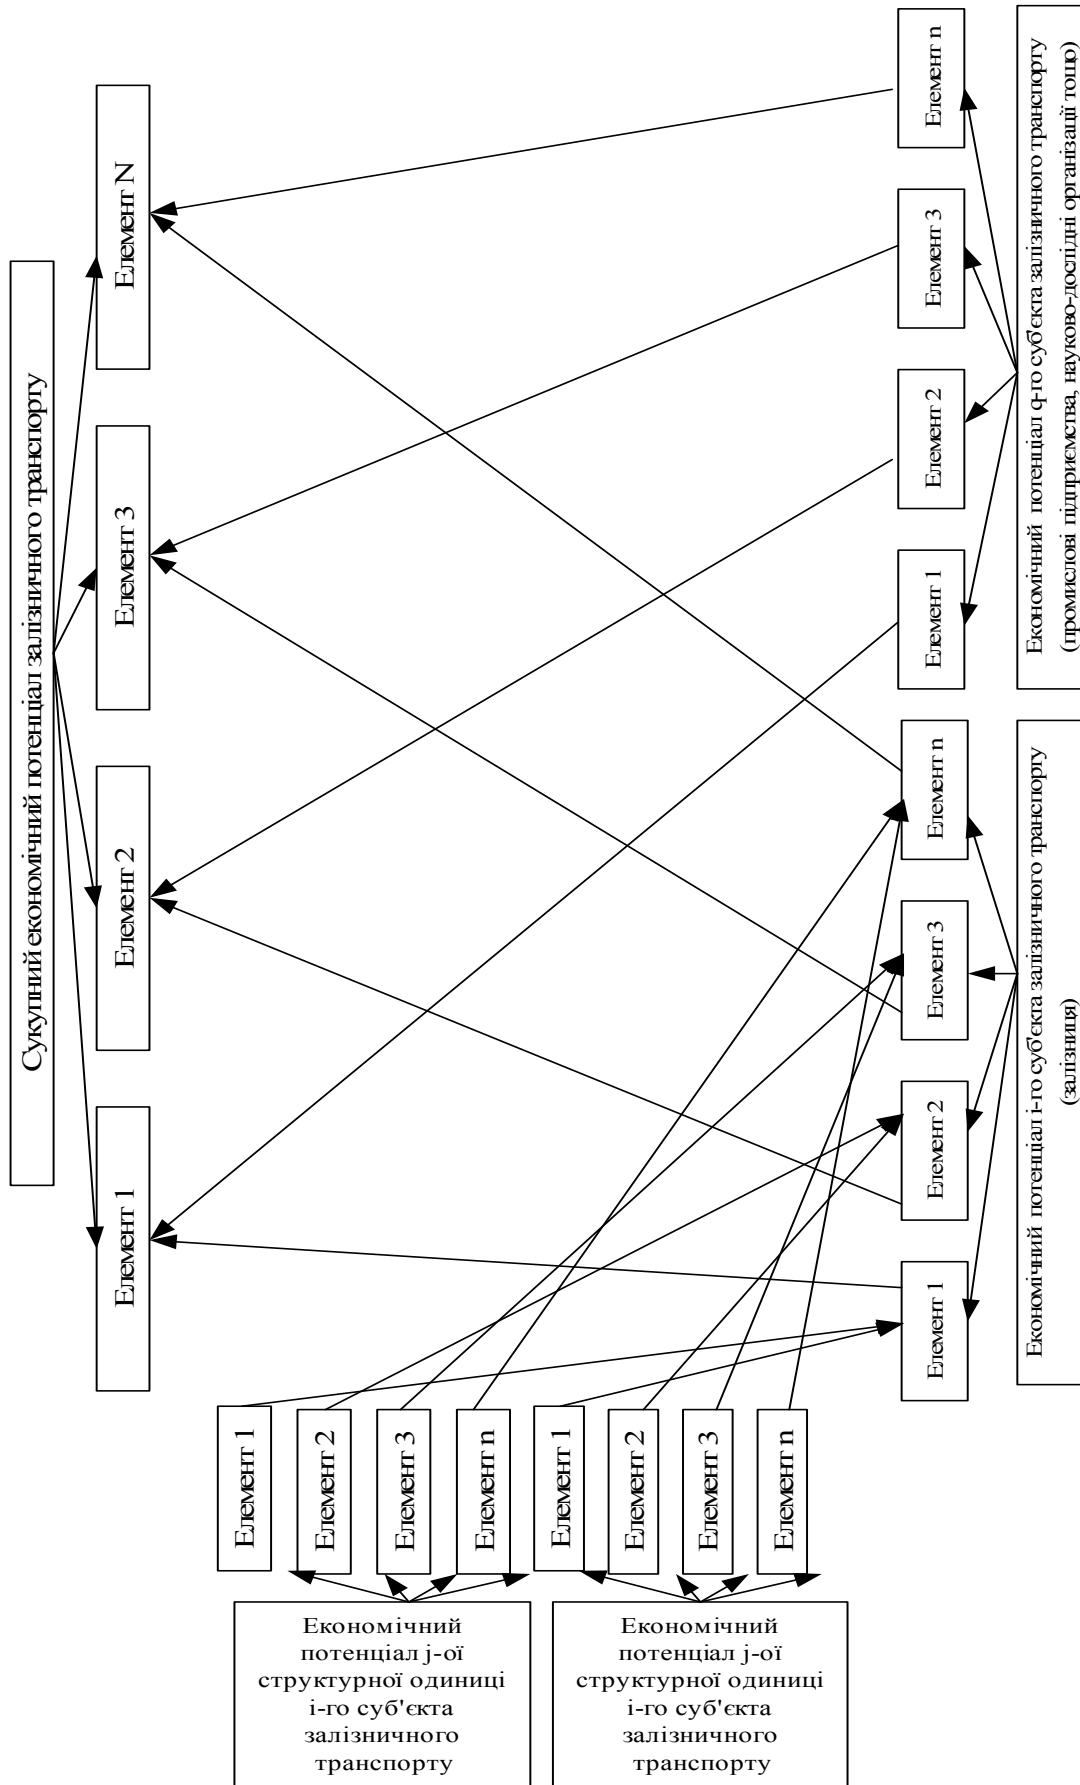 Сукупний економічний потенціал залізничного транспорту
Елемент 1
Елемент 2
Елемент 3
Елемент N
Елемент 1
Елемент 2
Елемент 3
Елемент n
Елемент 1
Елемент 2
Елемент 3
Елемент n
Економічний
потенціал j-ої
структурної одиниці
і-го суб'єкта
залізничного
транспорту
Економічний
потенціал j-ої
структурної одиниці
і-го суб'єкта
залізничного
транспорту
Елемент 1
Елемент 2
Елемент 3
Елемент n
Елемент 1
Елемент 2
Елемент 3
Елемент n
Економічний потенціал і-го суб'єкта залізничного транспорту
(залізниця)
Економічний потенціал q-го суб'єкта залізничного транспорту
(промислові підприємства, науково-дослідні організації тощо)